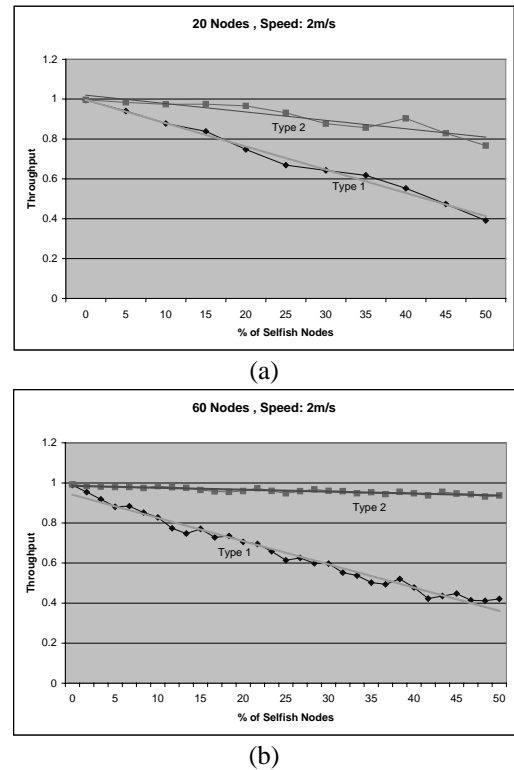 20 Nodes , Speed: 2m/s
1.2
1
0.8
0.6
0.4
0.2
0
Throughput
Type 2
Type 1
0 5 10 15 20 25 30 35 40 45 50
% of Selfish Nodes
(a)
60 Nodes, Speed: 2m/s
1.2
1
0.8
0.6
0.4
0.2
0
Throughput
Type 2
Type 1
0 5 10 15 20 25 30 35 40 45 50
% of Selfish Nodes
(b)